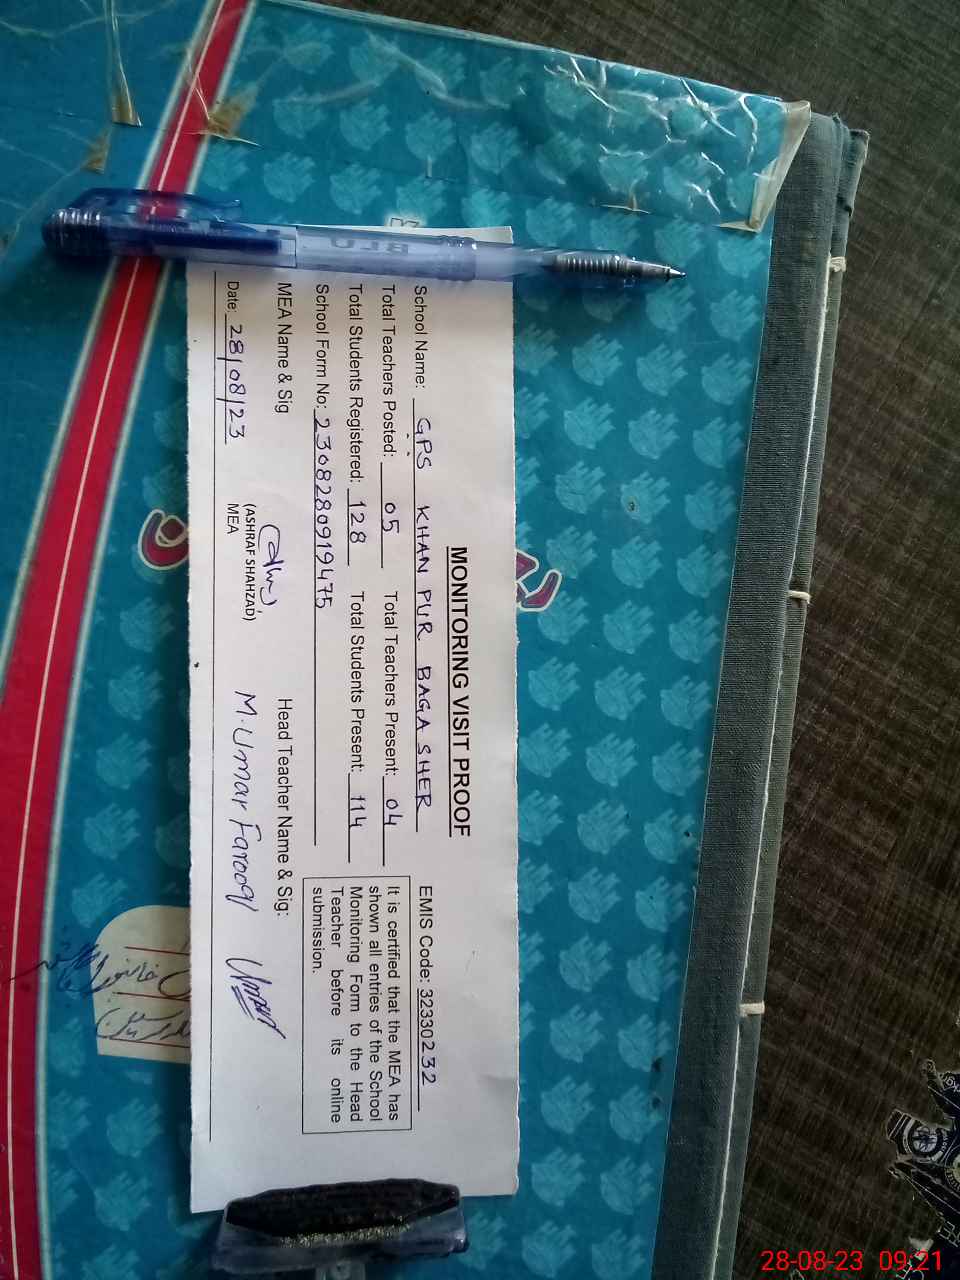 MONITORING VISIT PROOF
School Name: GPS KHAN PUR BAGA SHER EMIS Code: 32330232
Total Teachers Posted: 05 Total Teachers Present: 04
Total Students Registered: 128 Total Students Present: 114
School Form No: 230828091947​5
It is certified that the MEA has
shown all entries of the School
Monitoring Form to the Head
Teacher before its online
submission.
MEA Name & Sig Head Teacher Name & Sig:
(ASHRAF SHAHZAD) M. Umar Farooq Umar
Date: 28/08/23 MEA
28-08-23 09:21